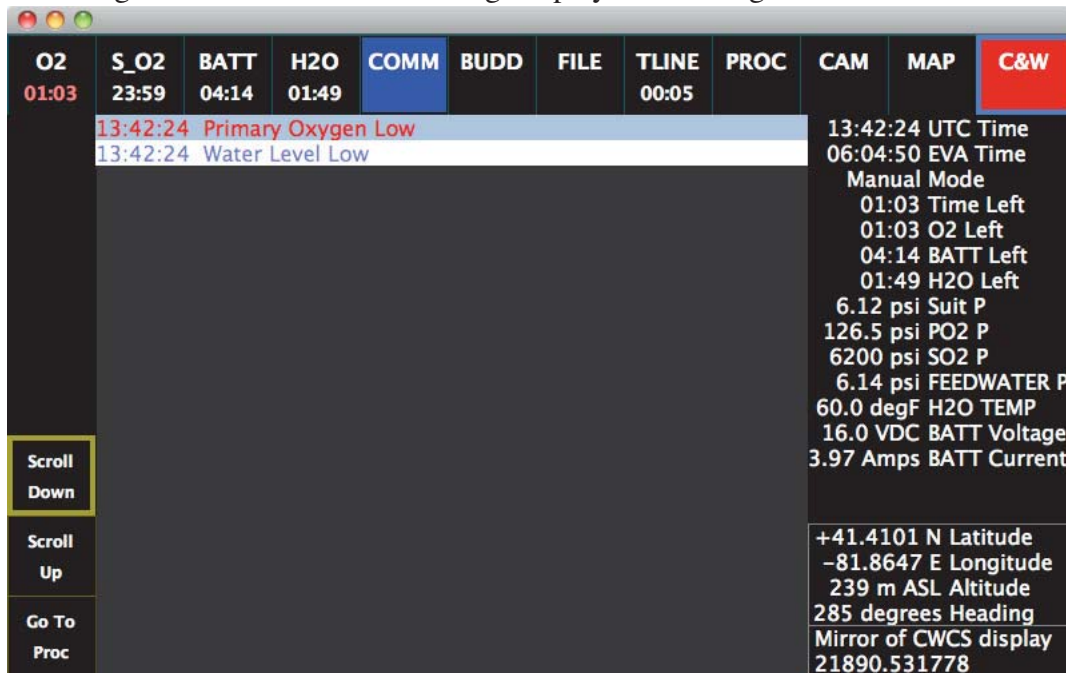 O2 S_O2 BATT H2O COMM BUDD FILE TLINE PROC CAM MAP C&W
01:03 23:59 04:14 01:49 00:05
13:42:24 Primary Oxygen Low
13:42:24 Water Level Low
13:42:24 UTC Time
06:04:50 EVA Time
Manual Mode
01:03 Time Left
01:03 O2 Left
04:14 BATT Left
01:49 H2O Left
6.12 psi Suit P
126.5 psi PO2 P
6200 psi SO2 P
6.14 psi FEEDWATER P
60.0 degF H2O TEMP
16.0 VDC BATT Voltage
3.97 Amps BATT Current
Scroll
Down
Scroll
Up
Go To
Proc
+41.4101 N Latitude
-81.8647 E Longitude
239 m ASL Altitude
285 degrees Heading
Mirror of CWCS display
21890.531778